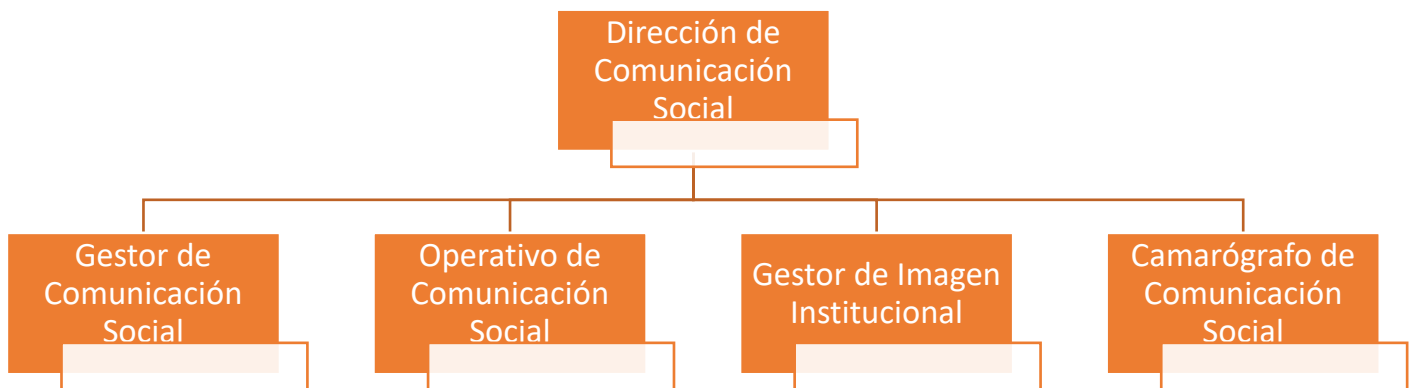 Dirección de
Comunicación
Social
Gestor de
Comunicación
Social
Operativo de
Comunicación
Social
Gestor de Imagen
Institucional
Camarógrafo de
Comunicación
Social